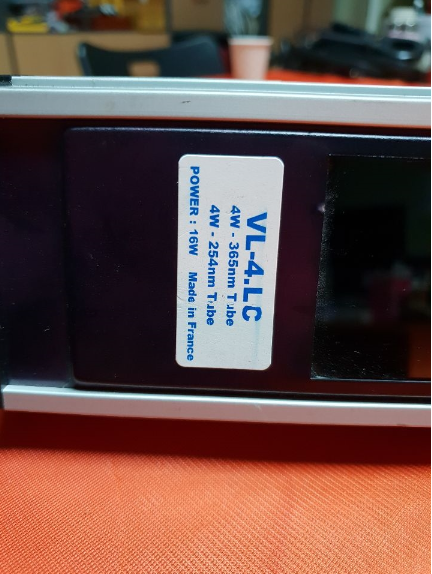 VL-4.LC
4W - 365nm Tube
4W - 254nm Tube
POWER : 16W Made in France